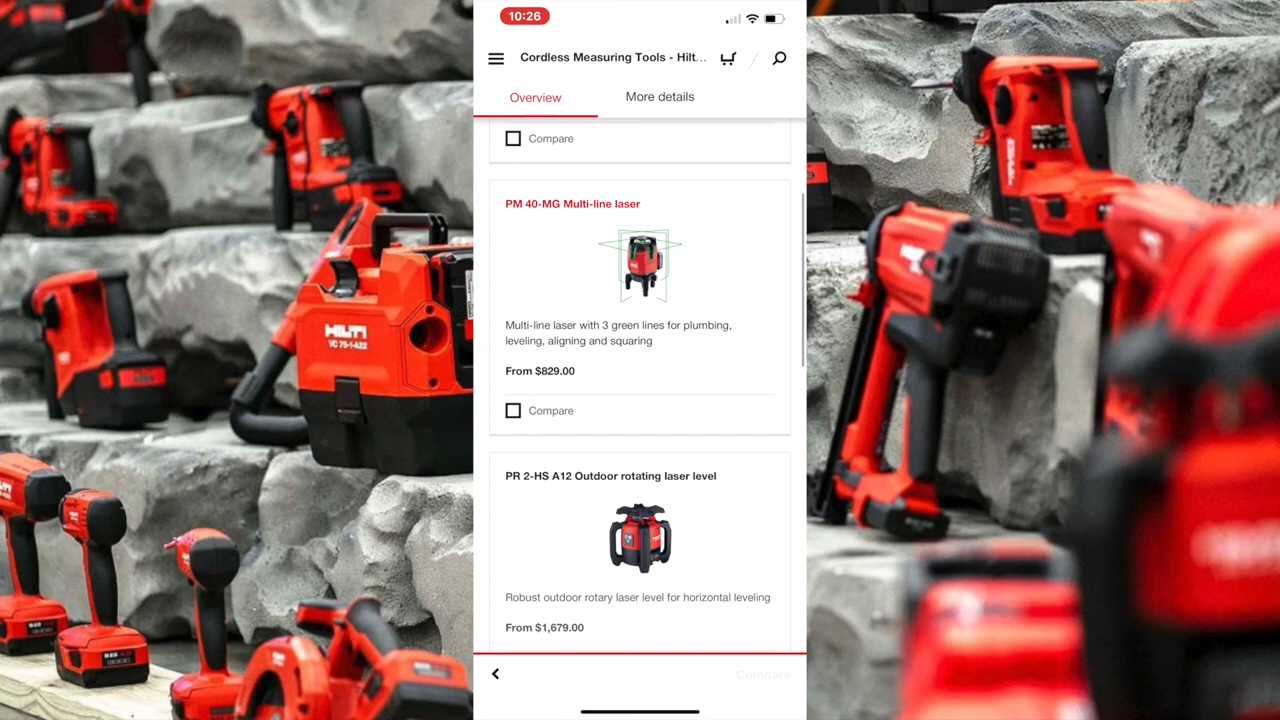 10:26
Cordless Measuring Tools - Hilt...
Overview
More details
Compare
PM 40-MG Multi-line laser
Multi-line laser with 3 green lines for plumbing,
leveling, aligning and squaring
From $829.00
Compare
PR 2-HS A12 Outdoor rotating laser level
Robust outdoor rotary laser level for horizontal leveling
From $1,679.00
Compare
HILTI
VC 75-1-A22